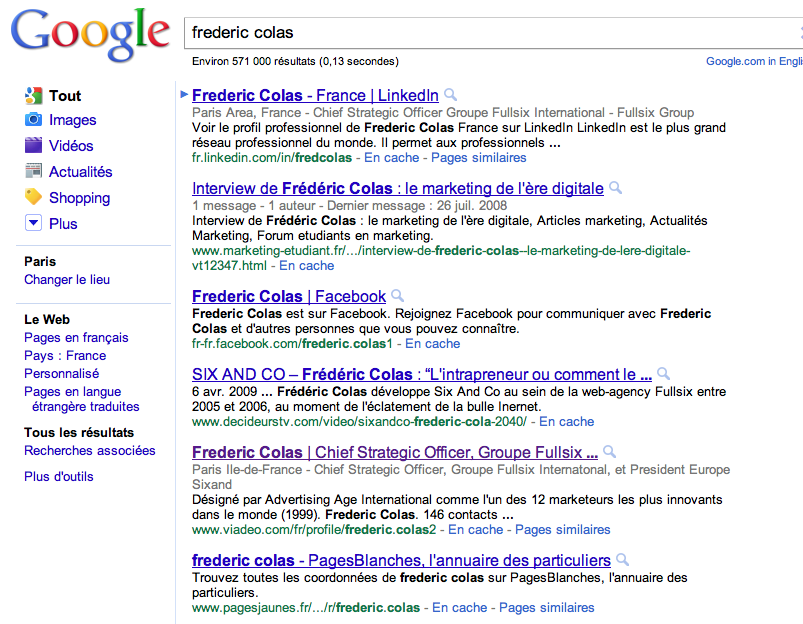 Google
frederic colas
Environ 571 000 résultats (0,13 secondes)
Google.com in Engli
Tout
Images
Vidéos
Actualités
Shopping
Plus
Paris
Changer le lieu
Le Web
Pages en français
Pays : France
Personnalisé
Pages en langue
étrangère traduites
Tous les résultats
Recherches associées
Plus d'outils
Frederic Colas - France | LinkedIn
Paris Area, France - Chief Strategic Officer Groupe Fullsix International - Fullsix Group
Voir le profil professionnel de Frederic Colas France sur LinkedIn LinkedIn est le plus grand
réseau professionnel du monde. Il permet aux professionnels ...
fr.linkedin.com/in/fredcolas - En cache - Pages similaires
Interview de Frédéric Colas : le marketing de l'ère digitale
1 message - 1 auteur - Dernier message : 26 juil. 2008
Interview de Frédéric Colas : le marketing de l'ère digitale, Articles marketing, Actualités
Marketing, Forum etudiants en marketing.
www.marketing-etudiant.fr/.../interview-de-frederic-colas--le-marketing-de-lere-digitale-
vt12347.html - En cache
Frederic Colas | Facebook
Frederic Colas est sur Facebook. Rejoignez Facebook pour communiquer avec Frederic
Colas et d'autres personnes que vous pouvez connaître.
fr-fr.facebook.com/frederic.colas1 - En cache
SIX AND CO – Frédéric Colas : “L'intrapreneur ou comment le ...
6 avr. 2009 ... Frédéric Colas développe Six And Co au sein de la web-agency Fullsix entre
2005 et 2006, au moment de l'éclatement de la bulle Inernet.
www.decideurstv.com/video/sixandco-frederic-cola-2040/ - En cache
Frederic Colas | Chief Strategic Officer, Groupe Fullsix ...
Paris Ile-de-France - Chief Strategic Officer, Groupe Fullsix Internatonal, et President Europe
Sixand
Désigné par Advertising Age International comme l'un des 12 marketeurs les plus innovants
dans le monde (1999). Frederic Colas. 146 contacts ...
www.viadeo.com/fr/profile/frederic.colas2 - En cache - Pages similaires
frederic colas - PagesBlanches, l'annuaire des particuliers
Trouvez toutes les coordonnées de frederic colas sur PagesBlanches, l'annuaire des
particuliers.
www.pagesjaunes.fr/.../r/frederic.colas - En cache - Pages similaires